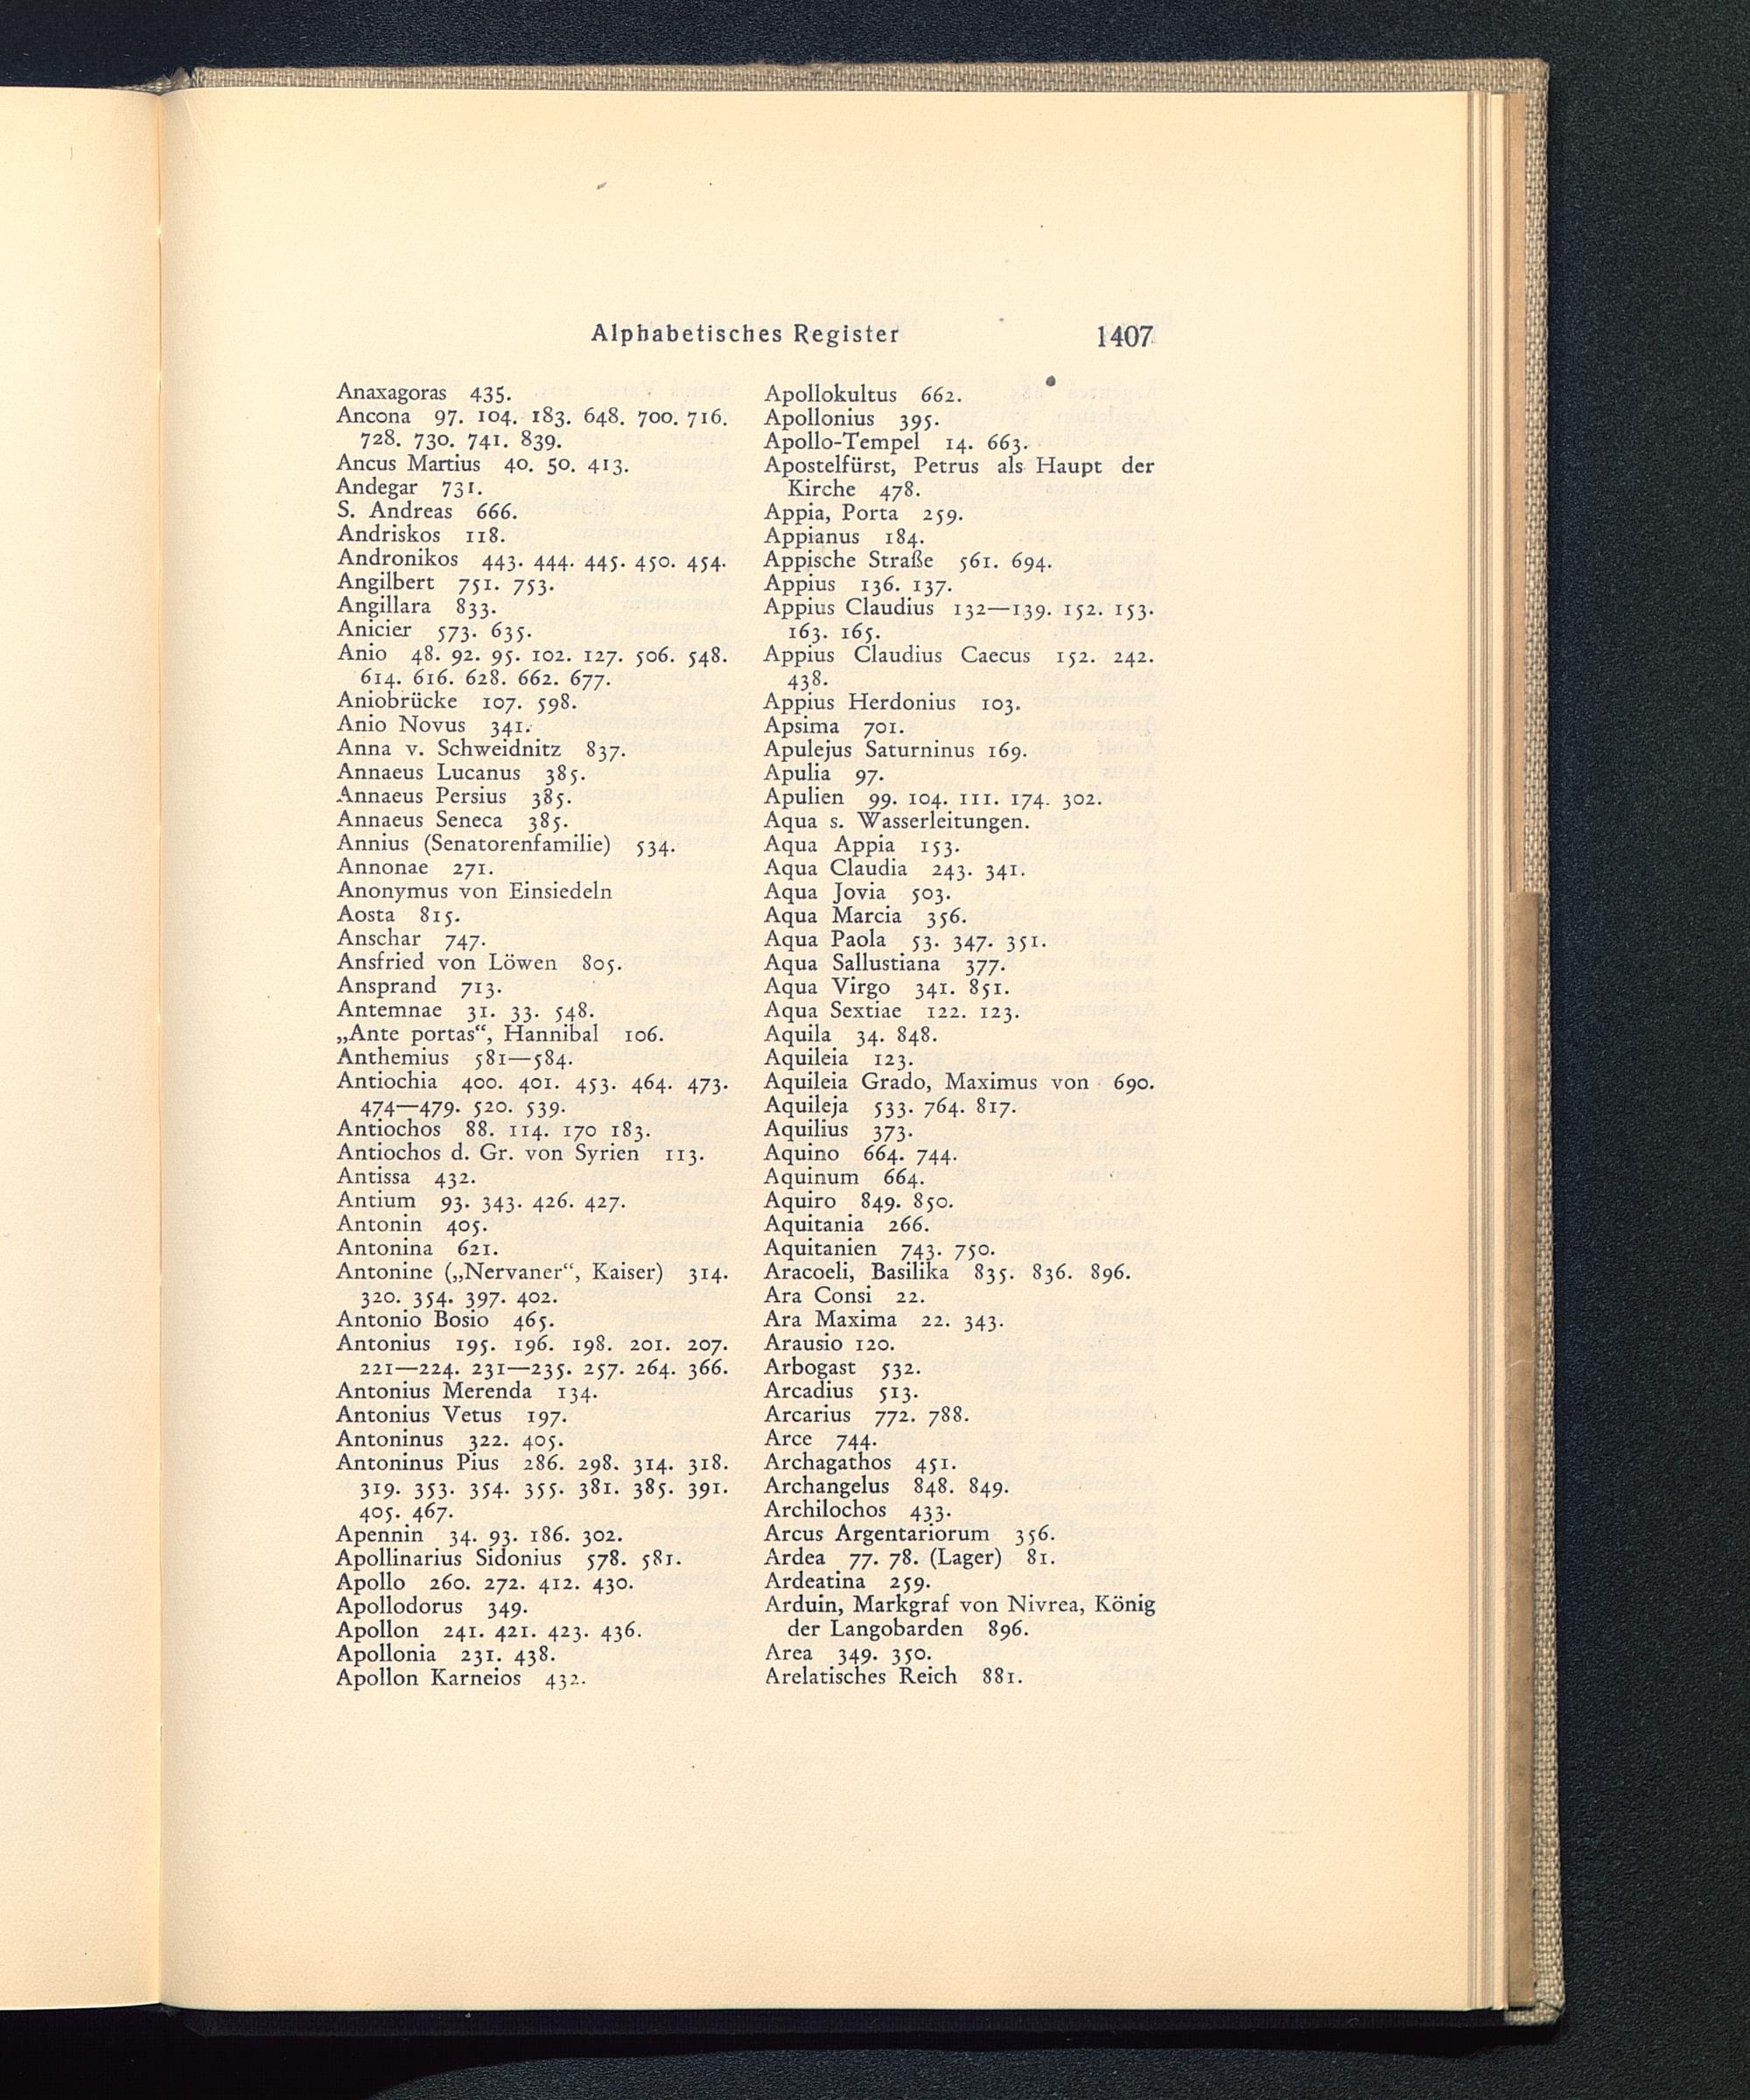 Alphabetisches Register 1407
Anaxagoras 435.
Ancona 97. 104. 183. 648. 700. 716.
728. 730. 741. 839.
Ancus Martius 40. 50. 413.
Andegar 731.
S. Andreas 666.
Andriskos 118.
Andronikos 443. 444. 445. 450. 454.
Angilbert 751. 753.
Angillara 833.
Anicier 573. 635.
Anio 48. 92. 95. 102. 127. 506. 548.
614. 616. 628. 662. 677.
Aniobrücke 107. 598.
Anio Novus 341.
Anna v. Schweidnitz 837.
Annaeus Lucanus 385.
Annaeus Persius 385.
Annaeus Seneca 385.
Annius (Senatorenfamilie) 534.
Annonae 271.
Anonymus von Einsiedeln
Aosta 815.
Anschar 747.
Ansfried von Löwen 805.
Ansprand 713.
Antemnae 31. 33. 548.
„Ante portas“, Hannibal 106.
Anthemius 581—584.
Antiochia 400. 401. 453. 464. 473.
474—479. 520. 539.
Antiochos 88. 114. 170 183.
Antiochos d. Gr. von Syrien 113.
Antissa 432.
Antium 93. 343. 426. 427.
Antonin 405.
Antonina 621.
Antonine („Nervaner“, Kaiser) 314.
320. 354. 397. 402.
Antonio Bosio 465.
Antonius 195. 196. 198. 201. 207.
221—224. 231—235. 257. 264. 366.
Antonius Merenda 134.
Antonius Vetus 197.
Antoninus 322. 405.
Antoninus Pius 286. 298. 314. 318.
319. 353. 354. 355. 381. 385. 391.
405. 467.
Apennin 34. 93. 186. 302.
Apollinarius Sidonius 578. 581.
Apollo 260. 272. 412. 430.
Apollodorus 349.
Apollon 241. 421. 423. 436.
Apollonia 231. 438.
Apollon Karneios 432.
Apollokultus 662.
Apollonius 395.
Apollo-Tempel 14. 663.
Apostelfürst, Petrus als Haupt der
Kirche 478.
Appia, Porta 259.
Appianus 184.
Appische Straße 561. 694.
Appius 136. 137.
Appius Claudius 132—139. 152. 153.
163. 165.
Appius Claudius Caecus 152. 242.
438.
Appius Herdonius 103.
Apsima 701.
Apulejus Saturninus 169.
Apulia 97.
Apulien 99. 104. 111. 174. 302.
Aqua s. Wasserleitungen.
Aqua Appia 153.
Aqua Claudia 243. 341.
Aqua Jovia 503.
Aqua Marcia 356.
Aqua Paola 53. 347. 351.
Aqua Sallustiana 377.
Aqua Virgo 341. 851.
Aqua Sextiae 122. 123.
Aquila 34. 848.
Aquileia 123.
Aquileia Grado, Maximus von 690.
Aquileja 533. 764. 817.
Aquilius 373.
Aquino 664. 744.
Aquinum 664.
Aquiro 849. 850.
Aquitania 266.
Aquitanien 743. 750.
Aracoeli, Basilika 835. 836. 896.
Ara Consi 22.
Ara Maxima 22. 343.
Arausio 120.
Arbogast 532.
Arcadius 513.
Arcarius 772. 788.
Arce 744.
Archagathos 451.
Archangelus 848. 849.
Archilochos 433.
Arcus Argentariorum 356.
Ardea 77. 78. (Lager) 81.
Ardeatina 259.
Arduin, Markgraf von Nivrea, König
der Langobarden 896.
Area 349. 350.
Arelatisches Reich 881.